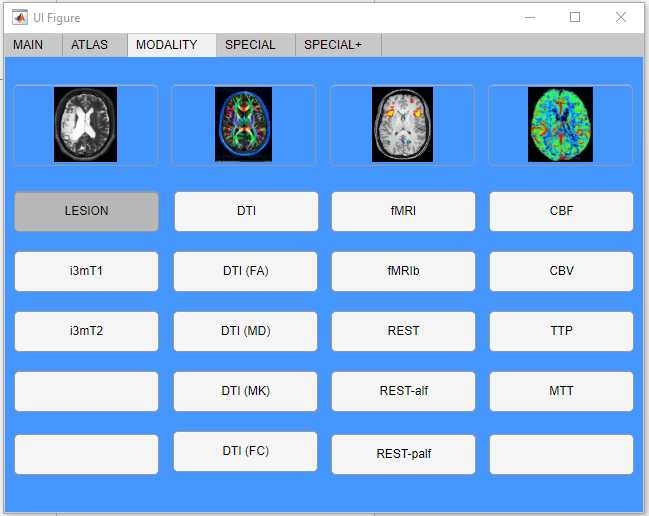 UI Figure
MAIN ATLAS MODALITY SPECIAL SPECIAL+
LESION DTI fMRI CBF
i3mT1 DTI (FA) fMRIb CBV
i3mT2 DTI (MD) REST TTP
DTI (MK) REST-alf MTT
DTI (FC) REST-palf